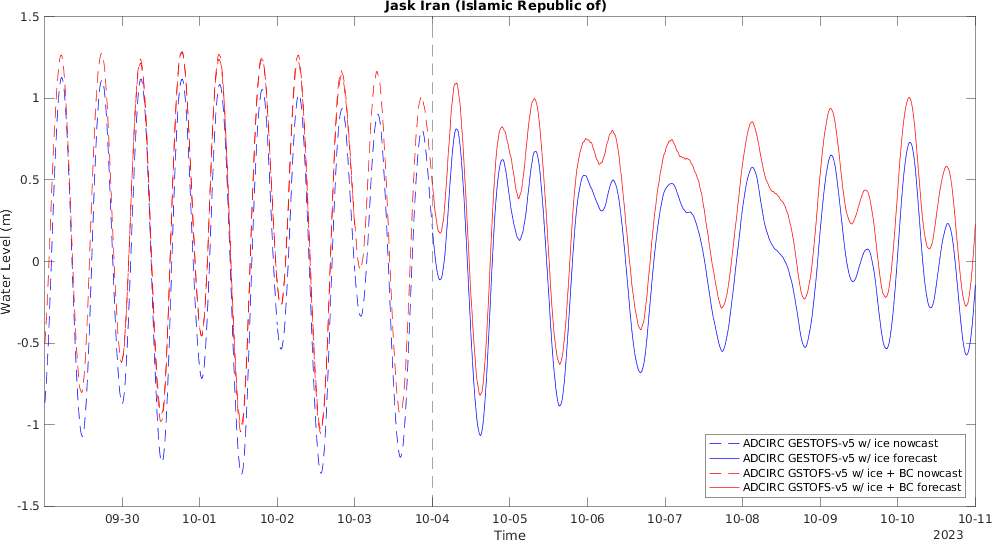 Jask Iran (Islamic Republic of)
1.5
1
0.5
0
-0.5
-1
-1.5
Water Level (m)
09-30
10-01
10-02
10-03
10-04
10-05
10-06
10-07
10-08
10-09
10-10
10-11
Time
2023
ADCIRC GESTOFS-v5 w/ ice nowcast
ADCIRC GESTOFS-v5 w/ ice forecast
ADCIRC GSTOFS-v5 w/ ice + BC nowcast
ADCIRC GSTOFS-v5 w/ ice + BC forecast